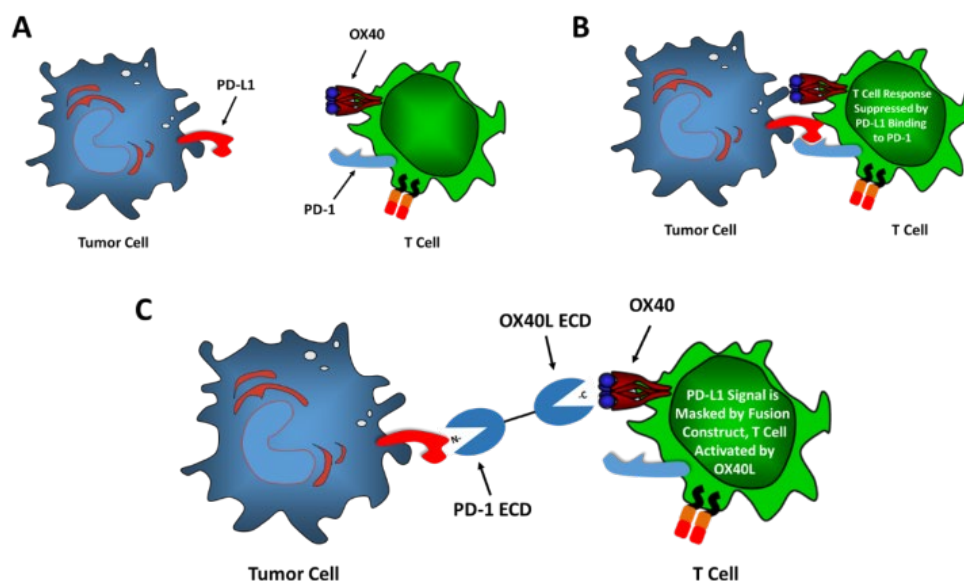 A
OX40
PD-L1
PD-1
Tumor Cell
T Cell
B
T Cell Response
Suppressed by
PD-L1 Binding
to PD-1
Tumor Cell
T Cell
C
OX40L ECD
OX40
-C
N-
PD-L1 Signal is
Masked by Fusion
Construct, T Cell
Activated by
OX40L
PD-1 ECD
Tumor Cell
T Cell